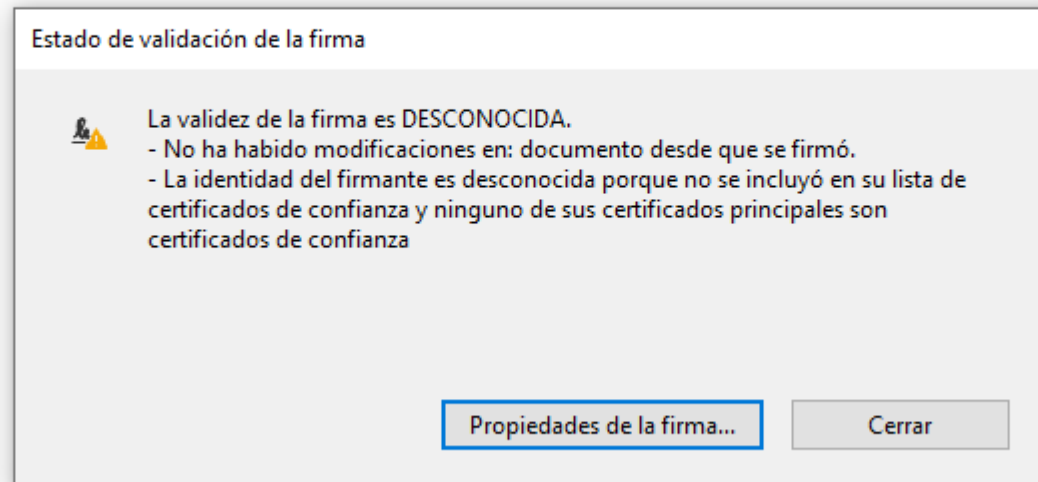 Estado de validación de la firma
La validez de la firma es DESCONOCIDA.
- No ha habido modificaciones en: documento desde que se firmó.
- La identidad del firmante es desconocida porque no se incluyó en su lista de
certificados de confianza y ninguno de sus certificados principales son
certificados de confianza
Propiedades de la firma...
Cerrar